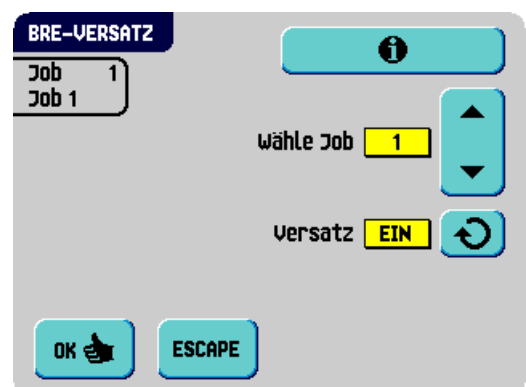 BRE-VERSATZ
Job 1
Job 1
Wähle Job 1
Versatz EIN
OK ESCAPE